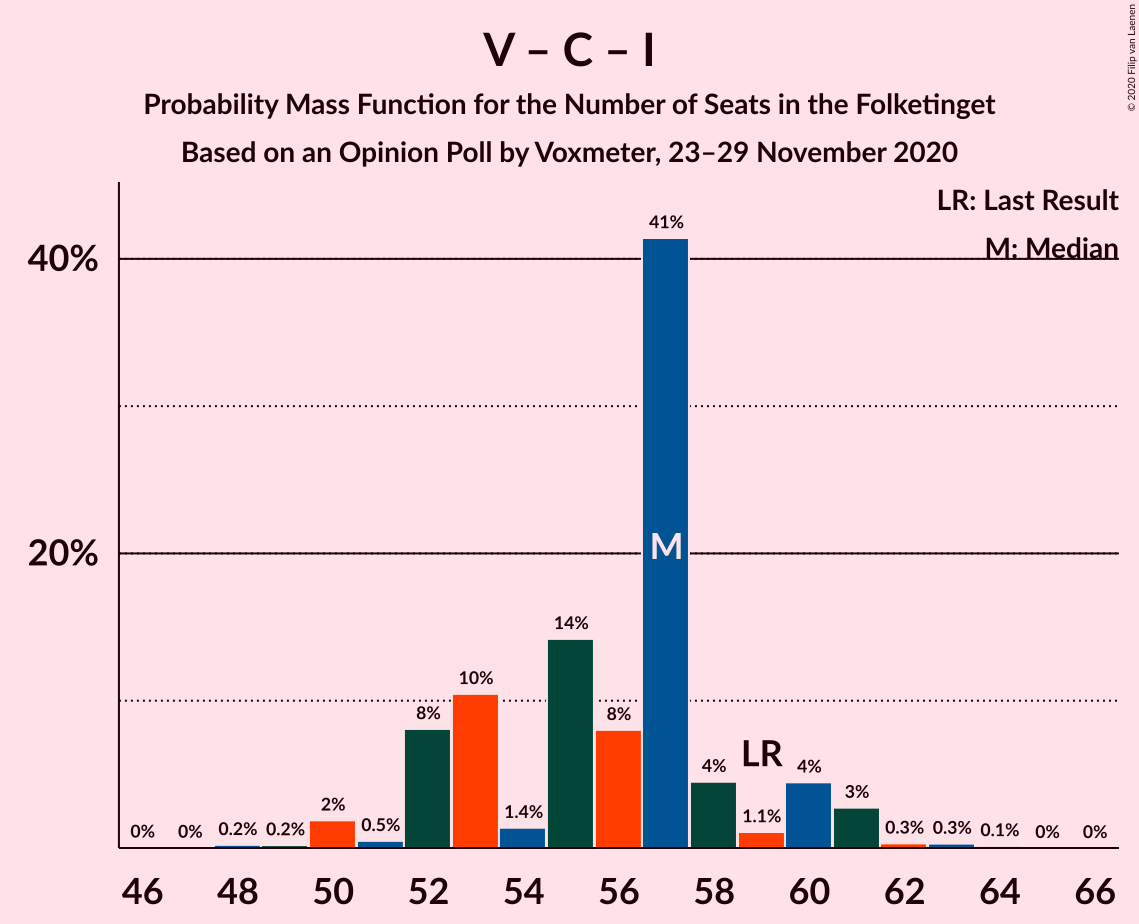 V – C – I
Probability Mass Function for the Number of Seats in the Folketinget
Based on an Opinion Poll by Voxmeter, 23–29 November 2020
© 2020 Filip van Laenen
LR: Last Result
M: Median
40%
20%
0%
0%
0.2%
0.2%
2%
0.5%
8%
10%
1.4%
14%
8%
41%
M
4%
LR
1.1%
4%
3%
0.3%
0.3%
0.1%
0%
0%
46 48 50 52 54 56 58 60 62 64 66